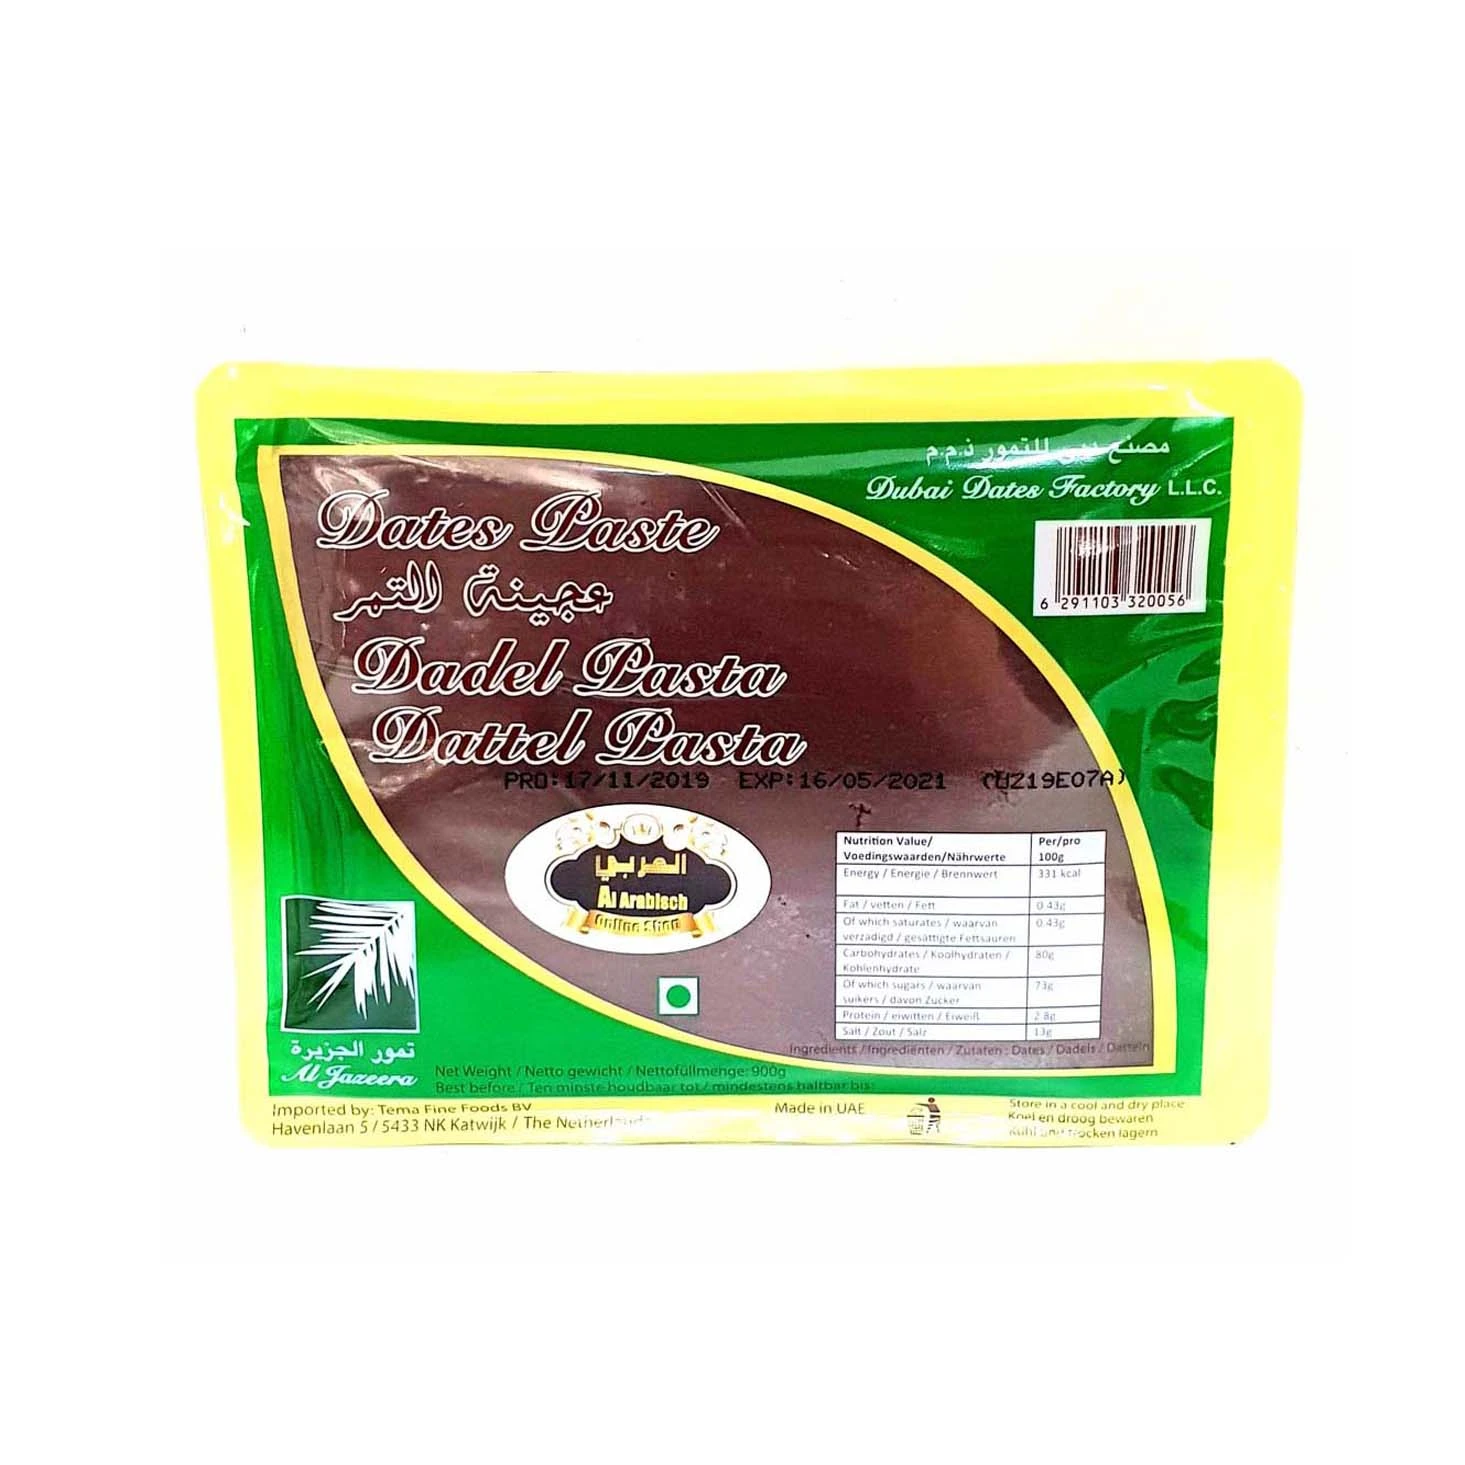 مصنع دبي للتمور ذ.م.م
Dubai Dates Factory L.L.C.
6 291103 320056
Dates Paste
عجينة التمر
Dadel Pasta
Dattel Pasta
PRO:17/11/2019 EXP:16/05/2021 (UZ19E07A)
العربي
Al Arabisch
Online Shop
Nutrition Value/ Per/pro
Voedingswaarden/Nährwerte 100g
Energy / Energie / Brennwert 331 kcal
Fat / vetten / Fett 0.43g
Of which saturates / waarvan 0.43g
verzadigd / gesättigte Fettsäuren
Carbohydrates / Koolhydraten / 80g
Kohlenhydrate
Of which sugars / waarvan 73g
suikers / davon Zucker
Protein / eiwitten / Eiweiß 2.8g
Salt / Zout / Salz 13g
Ingredients / Ingrediënten / Zutaten : Dates / Dadels / Datteln
تمور الجزيرة
Al Jazeera
Net Weight / Netto gewicht / Nettofüllmenge: 900g
Best before / Ten minste houdbaar tot / mindestens haltbar bis:
Imported by: Tema Fine Foods BV
Havenlaan 5 / 5433 NK Katwijk / The Netherlands
Made in UAE
Store in a cool and dry place
Koel en droog bewaren
Kühl und trocken lagern